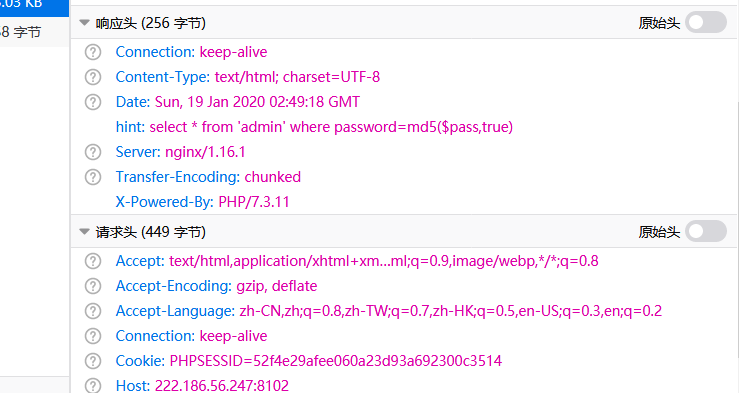 .03 KB
58 字节
响应头 (256 字节) 原始头
Connection: keep-alive
Content-Type: text/html; charset=UTF-8
Date: Sun, 19 Jan 2020 02:49:18 GMT
hint: select * from 'admin' where password=md5($pass,true)
Server: nginx/1.16.1
Transfer-Encoding: chunked
X-Powered-By: PHP/7.3.11
请求头 (449 字节) 原始头
Accept: text/html,application/xhtml+xm...ml;q=0.9,image/webp,*/*;q=0.8
Accept-Encoding: gzip, deflate
Accept-Language: zh-CN,zh;q=0.8,zh-TW;q=0.7,zh-HK;q=0.5,en-US;q=0.3,en;q=0.2
Connection: keep-alive
Cookie: PHPSESSID=52f4e29afee060a23d93a692300c3514
Host: 222.186.56.247:8102